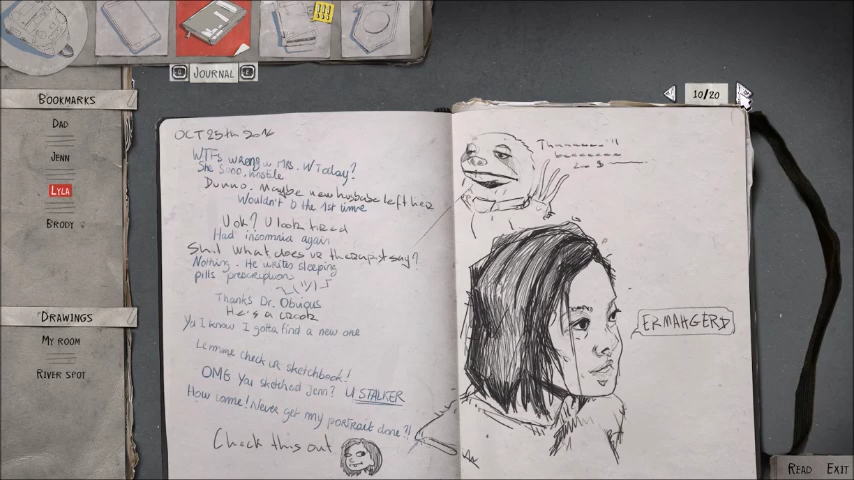 JOURNAL
10/20
BOOKMARKS
DAD
JENN
LYLA
BRODY
DRAWINGS
MY ROOM
RIVER SPOT
OCT 25th 2016
WTFs wrong w MRS. W Today?
She Sooo hostile
Dunno. Maybe new husband left her
Wouldn't b the 1st time
U ok? U look tired
Had insomnia again
Shit what does ur therapist say?
Nothing. He writes sleeping
pills prescription
¯\_(ツ)_/¯
Thanks Dr. Obvious
He's a crook
Ya I know I gotta find a new one
Lemme check ur sketchbook!
OMG You sketched Jenn? U STALKER
How come I Never get my portrait done?!
Check this out
ERMAHGERD
READ EXIT